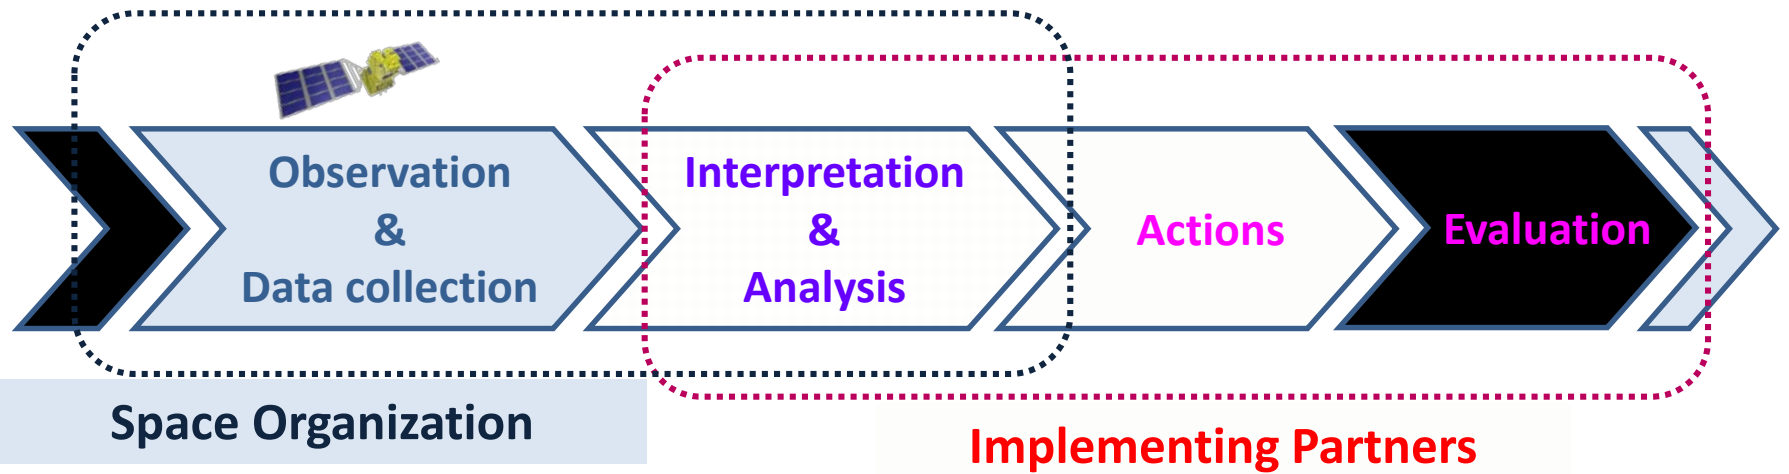 Observation
&
Data collection
Interpretation
&
Analysis
Actions
Evaluation
Space Organization
Implementing Partners